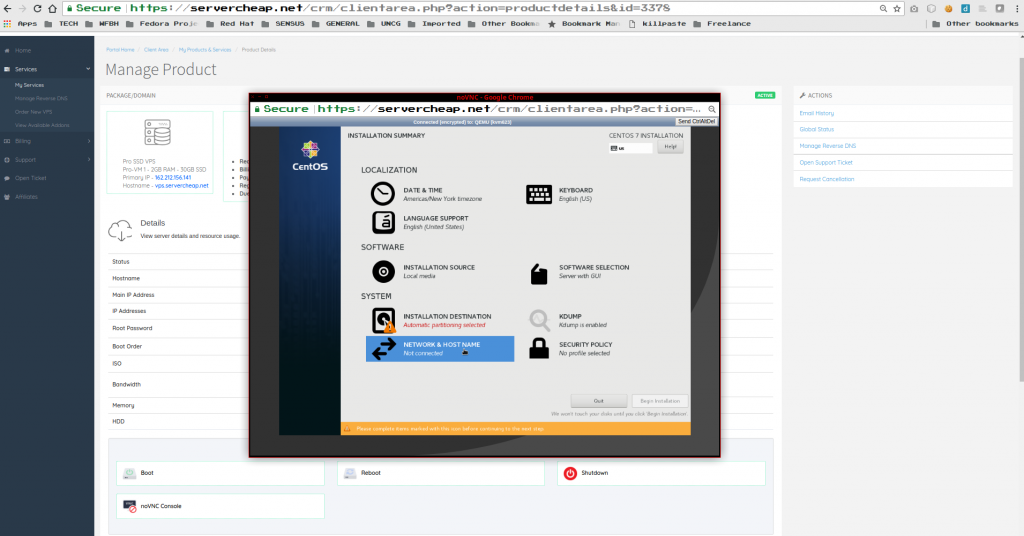 Secure https://servercheap.net/crm/clientarea.php?action=productdetails&id=3378
Apps TECH WFBH Fedora Proje Red Hat SENSUS GENERAL UNCG Imported Other Bookm Bookmark Man killpaste Freelance Other bookmarks
Home
Services
My Services
Manage Reverse DNS
Order New VPS
View Available Addons
Billing
Support
Open Ticket
Affiliates
Portal Home / Client Area / My Products & Services / Product Details
Manage Product
PACKAGE/DOMAIN
ACTIVE
Pro SSD VPS
Pro-VM 1 - 2GB RAM - 30GB SSD
Primary IP - 162.212.156.141
Hostname - vps.servercheap.net
Re
Bill
Pay
Re
Du
Details
View server details and resource usage.
Status
Hostname
Main IP Address
IP Addresses
Root Password
Boot Order
ISO
Bandwidth
Memory
HDD
Boot
Reboot
Shutdown
noVNC Console
noVNC - Google Chrome
Secure https://servercheap.net/crm/clientarea.php?action=...
Connected (encrypted) to: QEMU (kvm623)
Send CtrlAltDel
CentOS
INSTALLATION SUMMARY
CENTOS 7 INSTALLATION
us
Help!
LOCALIZATION
DATE & TIME
Americas/New York timezone
KEYBOARD
English (US)
LANGUAGE SUPPORT
English (United States)
SOFTWARE
INSTALLATION SOURCE
Local media
SOFTWARE SELECTION
Server with GUI
SYSTEM
INSTALLATION DESTINATION
Automatic partitioning selected
KDUMP
Kdump is enabled
NETWORK & HOST NAME
Not connected
SECURITY POLICY
No profile selected
Quit
Begin Installation
We won't touch your disks until you click 'Begin Installation'.
Please complete items marked with this icon before continuing to the next step.
ACTIONS
Email History
Global Status
Manage Reverse DNS
Open Support Ticket
Request Cancellation